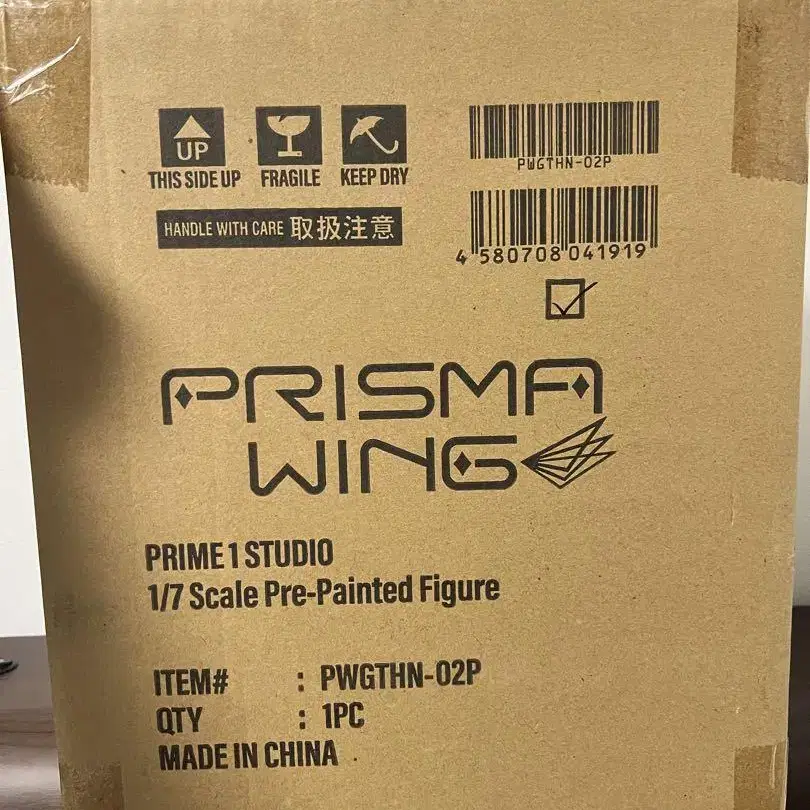 UP
THIS SIDE UP
FRAGILE
KEEP DRY
HANDLE WITH CARE 取扱注意
PWGTHN-02P
4 580708 041919
PRISMA
WING
PRIME 1 STUDIO
1/7 Scale Pre-Painted Figure
ITEM# : PWGTHN-02P
QTY : 1PC
MADE IN CHINA